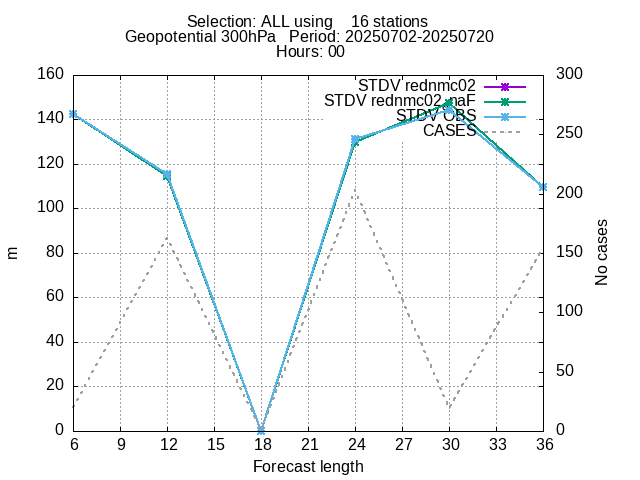 Selection: ALL using    16 stations
Geopotential 300hPa   Period: 20250702-20250720
Hours: 00
160
140
120
100
80
60
40
20
0
300
250
200
150
100
50
0
STDV rednmc02
STDV rednmc02_naF
STDV OBS
CASES
m
No cases
6
9
12
15
18
21
24
27
30
33
36
Forecast length